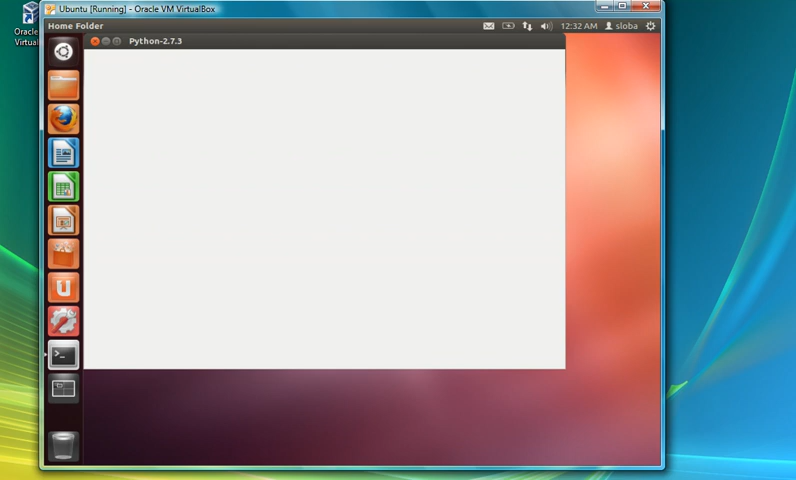 Ubuntu [Running] - Oracle VM VirtualBox
Oracle
Virtual
Home Folder
12:32 AM
sloba
Python-2.7.3